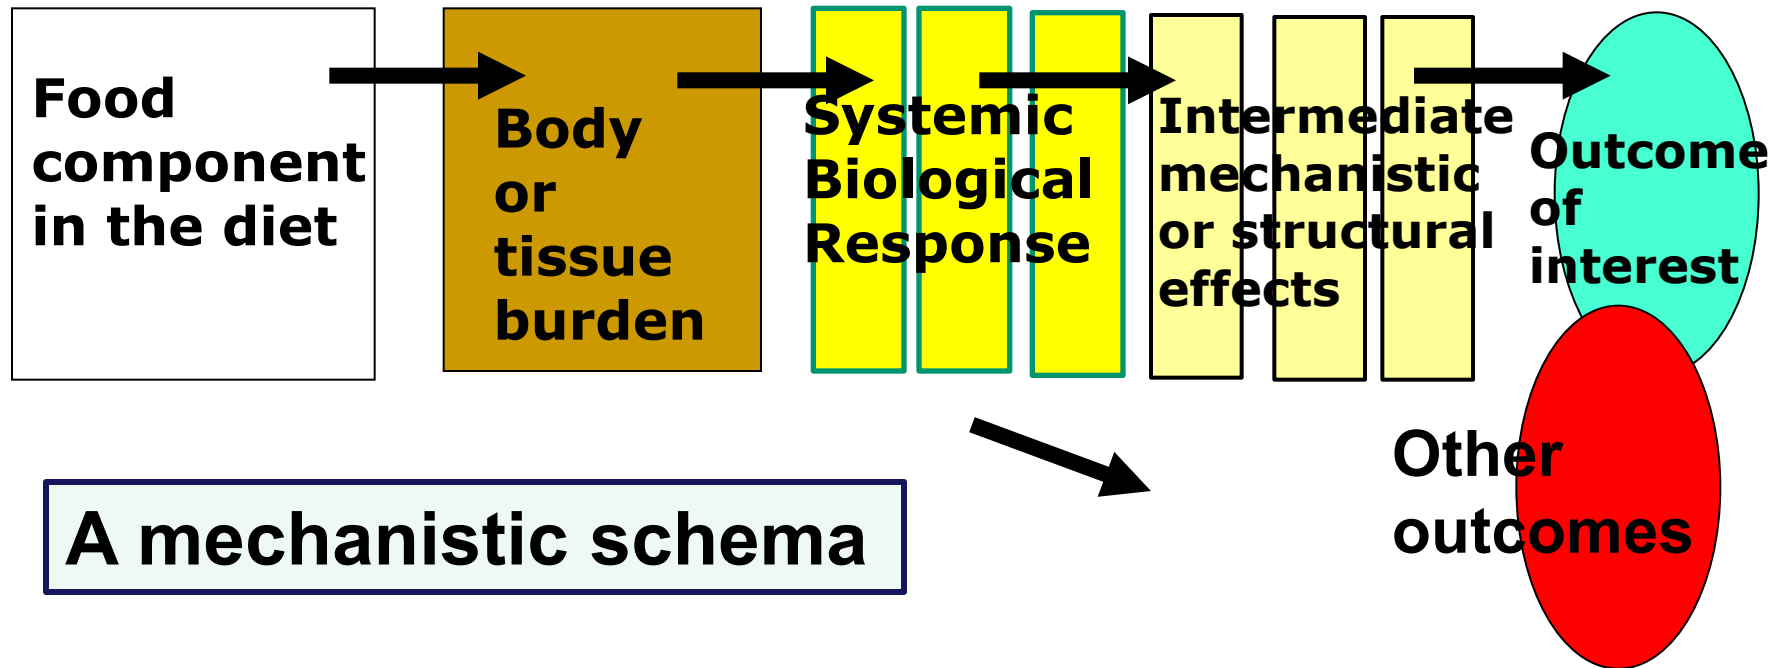 Food
component
in the diet
Body
or
tissue
burden
Systemic
Biological
Response
Intermediate
mechanistic
or structural
effects
Outcome
of
interest
Other
outcomes
A mechanistic schema